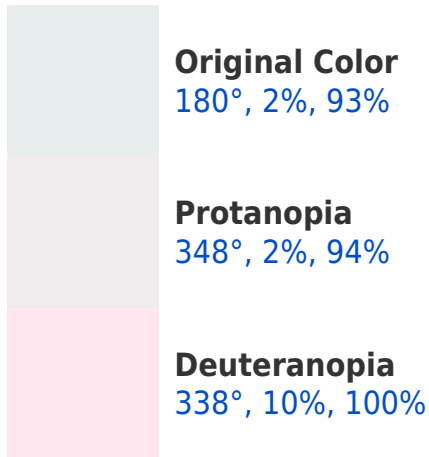 Original Color
180°, 2%, 93%
Protanopia
348°, 2%, 94%
Deuteranopia
338°, 10%, 100%